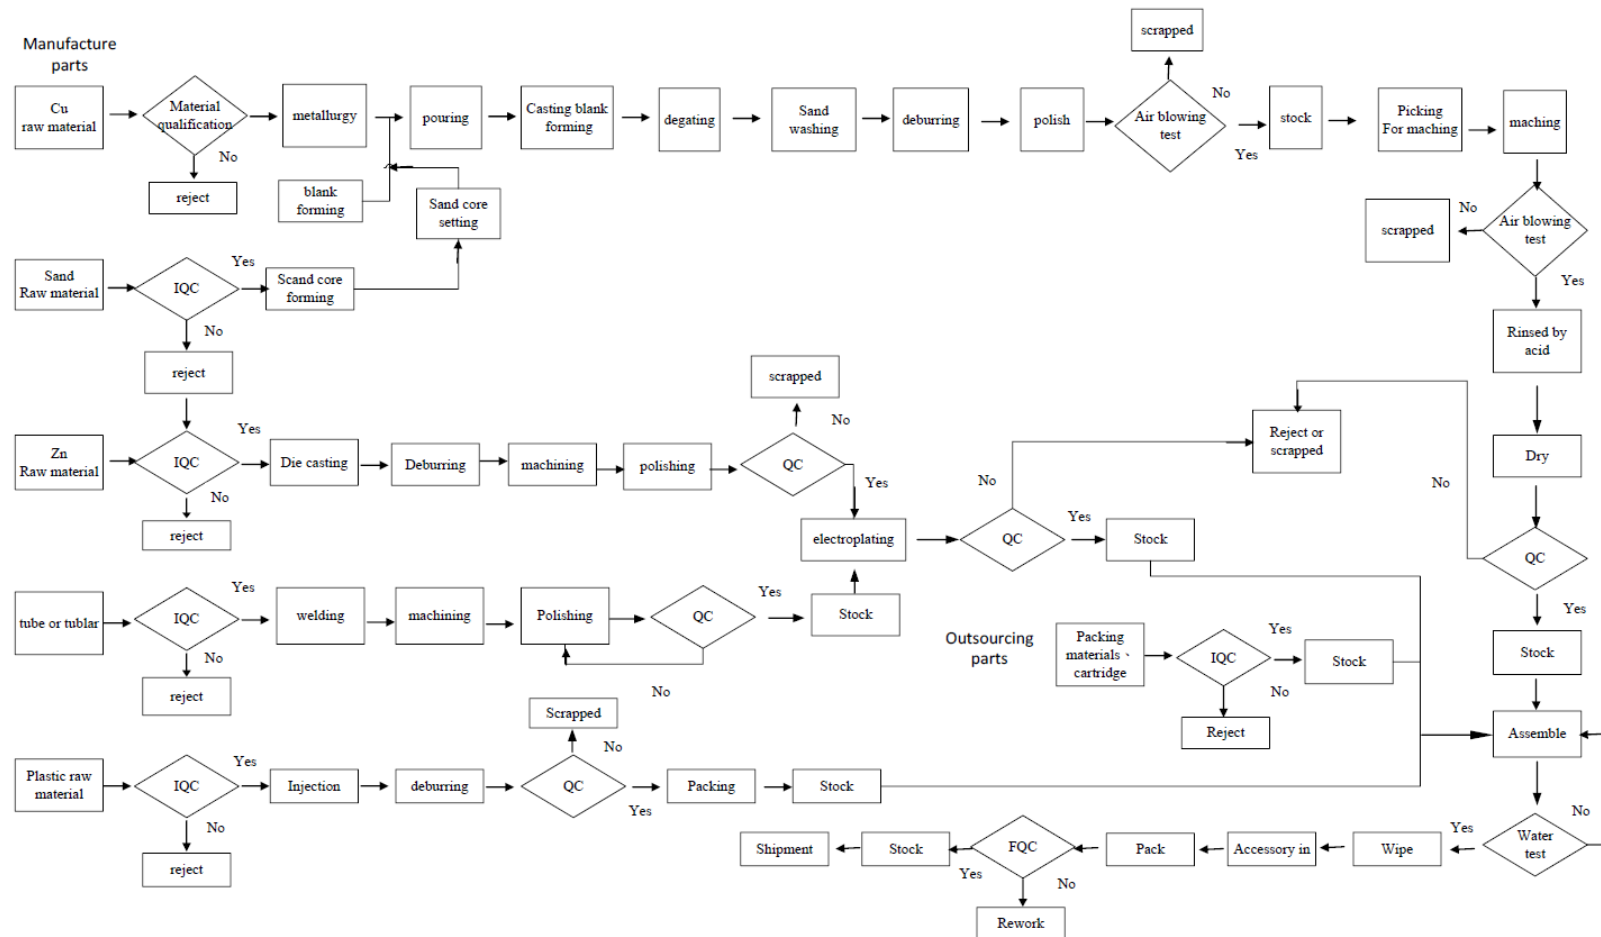 Manufacture
parts
scrapped
Cu
raw material
Material
qualification
metallurgy
pouring
Casting blank
forming
degating
Sand
washing
deburring
polish
Air blowing
test
No
Yes
stock
Picking
For maching
maching
No
reject
blank
forming
Sand core
setting
scrapped
No
Air blowing
test
Yes
Sand
Raw material
IQC
Yes
Scand core
forming
No
reject
Rinsed by
acid
scrapped
No
Zn
Raw material
IQC
Yes
Die casting
Deburring
machining
polishing
QC
Yes
No
reject
Reject or
scrapped
Dry
No
No
electroplating
QC
Yes
Stock
QC
Yes
tube or tublar
IQC
Yes
welding
machining
Polishing
QC
Yes
Stock
No
reject
No
Outsourcing
parts
Packing
materials、
cartridge
IQC
Yes
Stock
No
Reject
Stock
Assemble
Scrapped
No
Plastic raw
material
IQC
Yes
Injection
deburring
QC
Yes
Packing
Stock
No
reject
No
Water
test
Yes
Wipe
Accessory in
Pack
FQC
Yes
Stock
Shipment
No
Rework